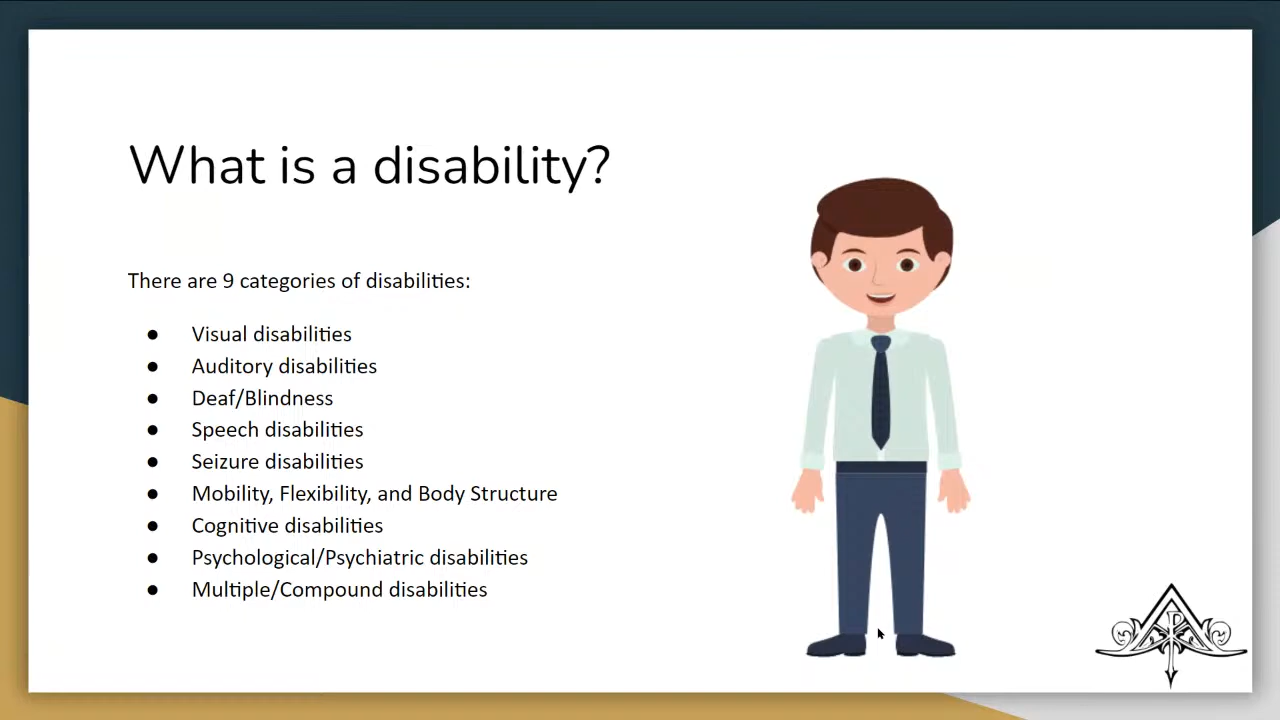 What is a disability?
There are 9 categories of disabilities:
● Visual disabilities
● Auditory disabilities
● Deaf/Blindness
● Speech disabilities
● Seizure disabilities
● Mobility, Flexibility, and Body Structure
● Cognitive disabilities
● Psychological/Psychiatric disabilities
● Multiple/Compound disabilities